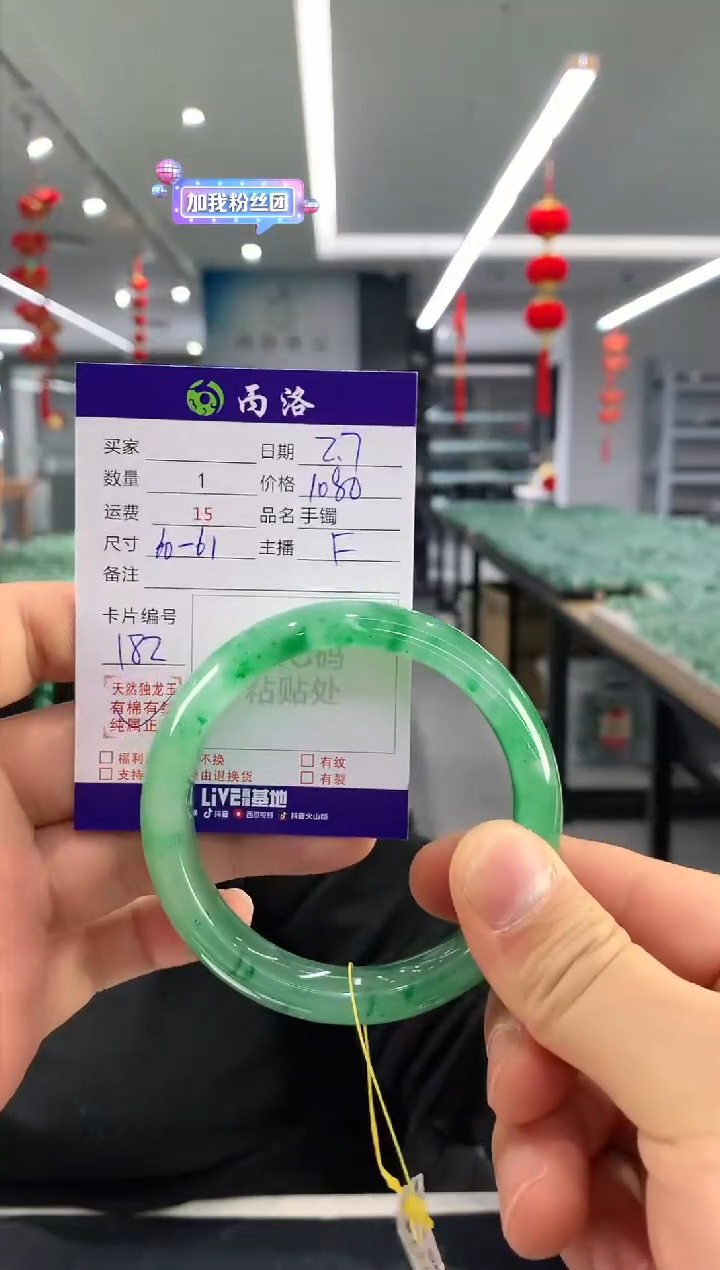 加我粉丝团
丙洛
买家 日期 2.7
数量 1 价格 1080
运费 15 品名 手镯
尺寸 60-61 主播 F
备注
卡片编号
182
码
粘贴处
天然独龙玉
有棉有
纯属正
福利 不换 有纹
支持 由退换货 有裂
LiVE 基地
抖音 西瓜视频 抖音火山版